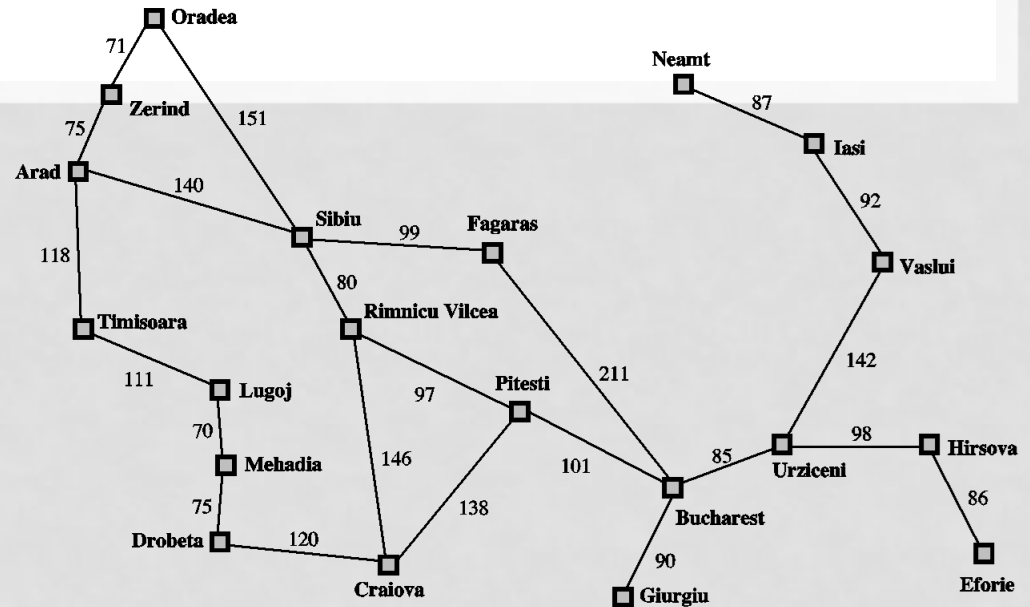 Oradea
71
Neamt
87
Zerind
151
75
Iasi
Arad
140
92
Sibiu
Fagaras
99
118
Vaslui
80
Timisoara
Rimnicu Vilcea
142
211
111
Pitesti
97
Lugoj
70
98
Hirsova
85
146
101
Mehadia
Urziceni
86
75
138
Bucharest
Drobeta
120
90
Eforie
Craiova
Giurgiu